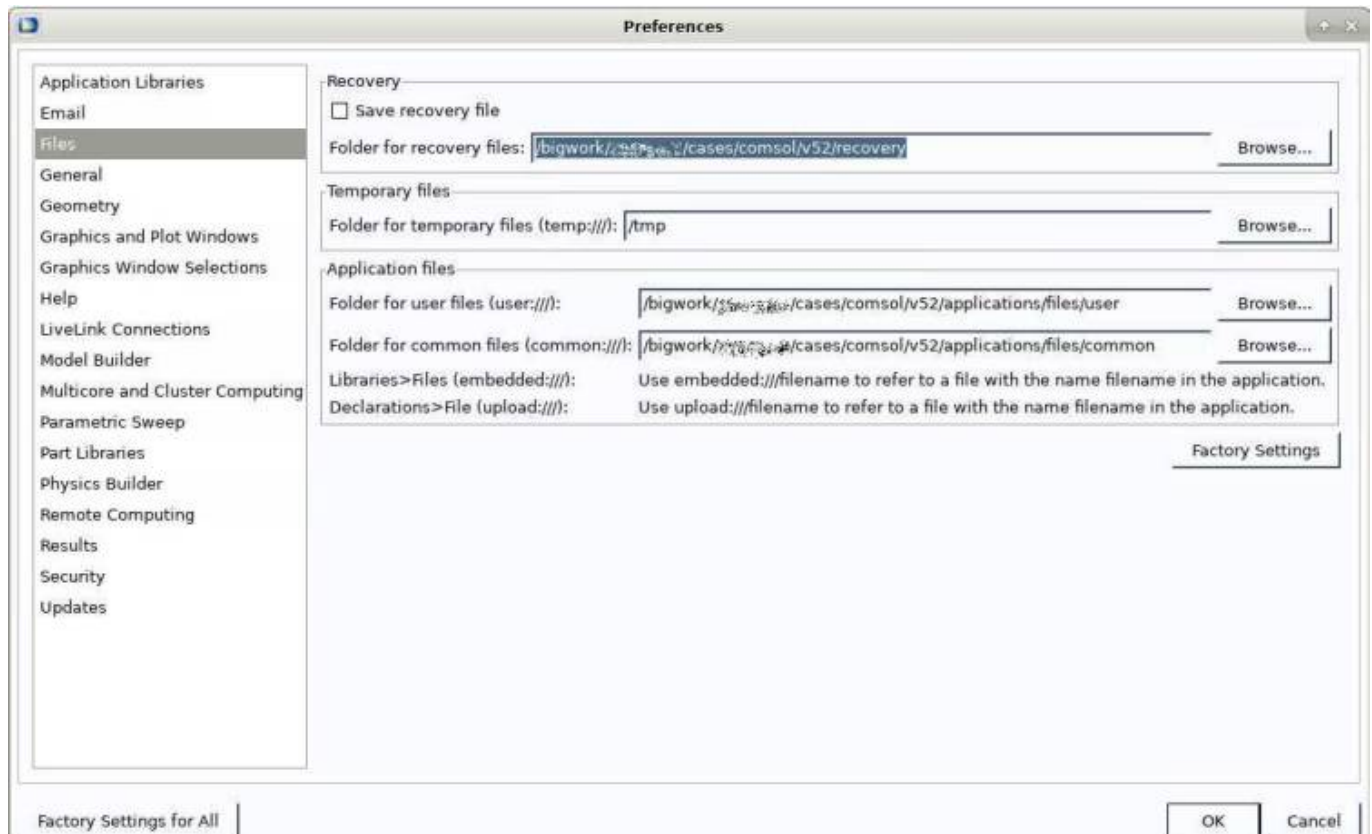 Preferences
Application Libraries
Email
Files
General
Geometry
Graphics and Plot Windows
Graphics Window Selections
Help
LiveLink Connections
Model Builder
Multicore and Cluster Computing
Parametric Sweep
Part Libraries
Physics Builder
Remote Computing
Results
Security
Updates
Recovery
Save recovery file
Folder for recovery files: /bigwork/ /cases/comsol/v52/recovery Browse...
Temporary files
Folder for temporary files (temp:///): /tmp Browse...
Application files
Folder for user files (user:///): /bigwork/ /cases/comsol/v52/applications/files/user Browse...
Folder for common files (common:///): /bigwork/ /cases/comsol/v52/applications/files/common Browse...
Libraries>Files (embedded:///): Use embedded:///filename to refer to a file with the name filename in the application.
Declarations>File (upload:///): Use upload:///filename to refer to a file with the name filename in the application.
Factory Settings
Factory Settings for All OK Cancel